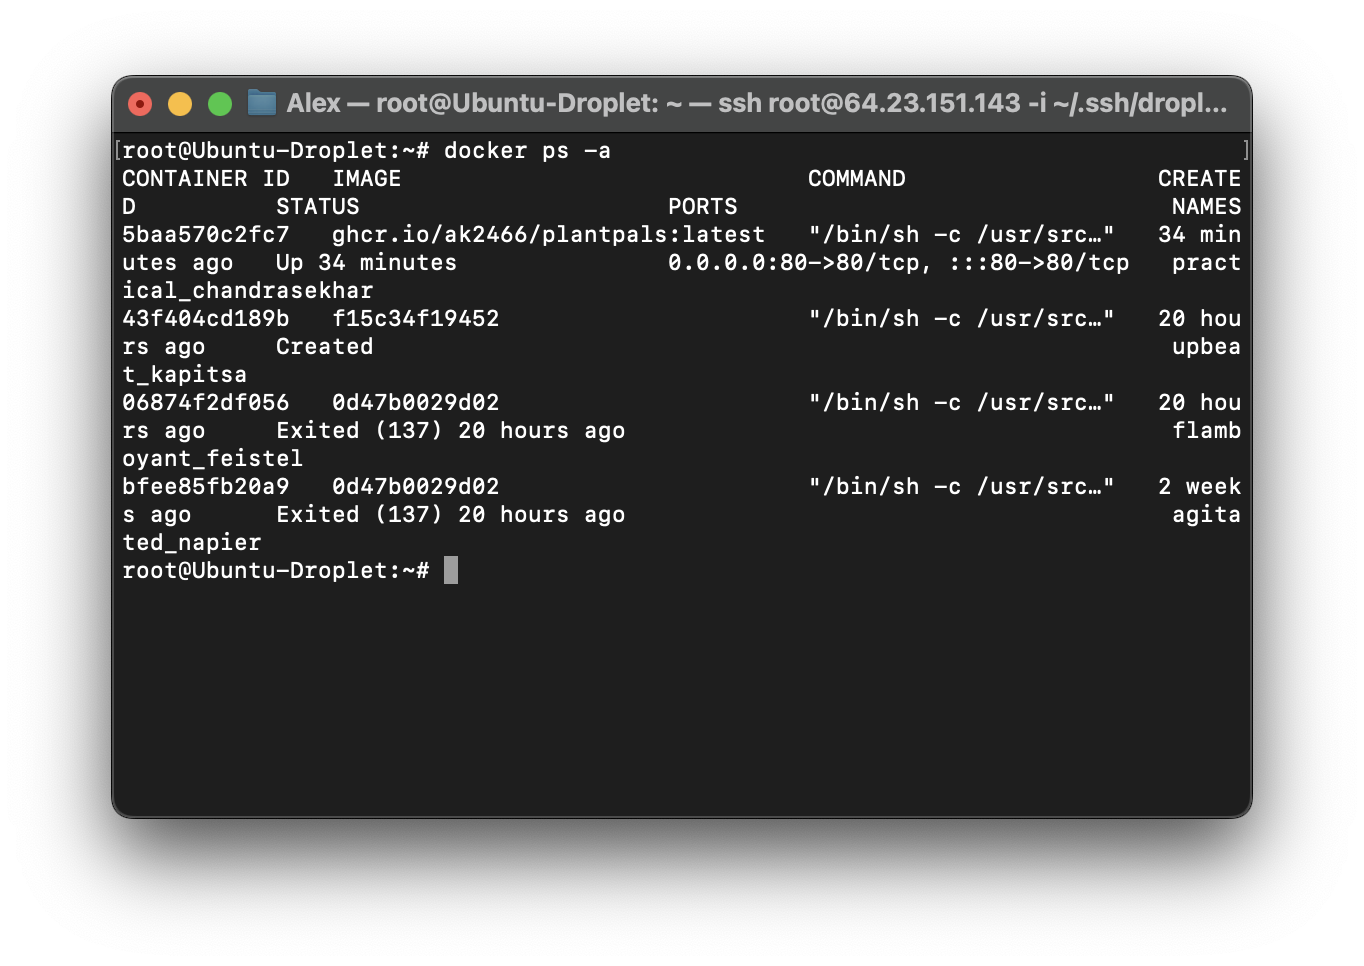 Alex — root@Ubuntu-Droplet: ~ — ssh root@64.23.151.143 -i ~/.ssh/dropl...
[root@Ubuntu-Droplet:~# docker ps -a ]
CONTAINER ID   IMAGE                             COMMAND                  CREATE
D          STATUS                      PORTS                               NAMES
5baa570c2fc7   ghcr.io/ak2466/plantpals:latest   "/bin/sh -c /usr/src…"   34 min
utes ago   Up 34 minutes               0.0.0.0:80->80/tcp, :::80->80/tcp   pract
ical_chandrasekhar
43f404cd189b   f15c34f19452                      "/bin/sh -c /usr/src…"   20 hou
rs ago     Created                                                         upbea
t_kapitsa
06874f2df056   0d47b0029d02                      "/bin/sh -c /usr/src…"   20 hou
rs ago     Exited (137) 20 hours ago                                       flamb
oyant_feistel
bfee85fb20a9   0d47b0029d02                      "/bin/sh -c /usr/src…"   2 week
s ago      Exited (137) 20 hours ago                                       agita
ted_napier
root@Ubuntu-Droplet:~#